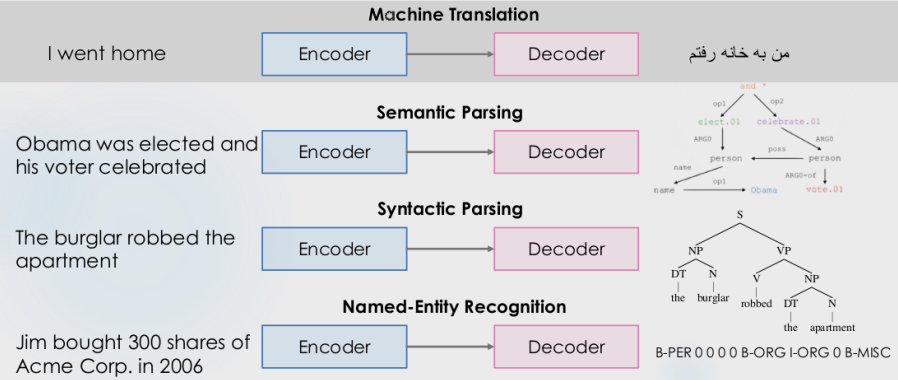 Machine Translation
I went home
Encoder
Decoder
من به خانه رفتم
Semantic Parsing
Obama was elected and
his voter celebrated
Encoder
Decoder
and *
op1
op2
elect.01
celebrate.01
ARG0
ARG0
person
poss
person
name
ARG0-of
name
op1
Obama
vote.01
Syntactic Parsing
The burglar robbed the
apartment
Encoder
Decoder
S
NP
VP
DT
N
V
NP
the
burglar
robbed
DT
N
the
apartment
Named-Entity Recognition
Jim bought 300 shares of
Acme Corp. in 2006
Encoder
Decoder
B-PER 0 0 0 0 B-ORG I-ORG 0 B-MISC